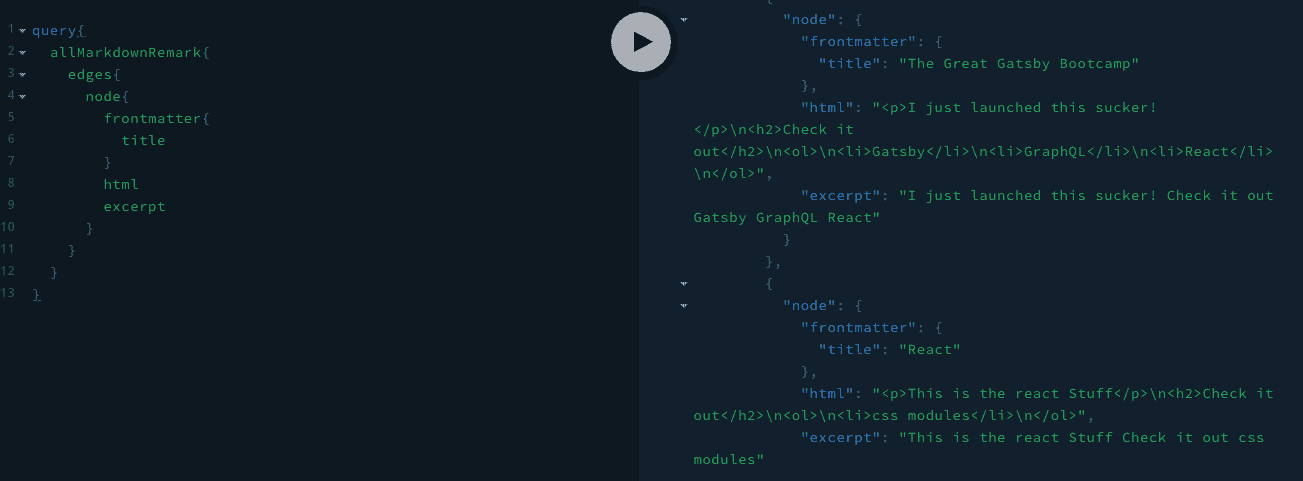 1 query{
2 allMarkdownRemark{
3 edges{
4 node{
5 frontmatter{
6 title
7 }
8 html
9 excerpt
10 }
11 }
12 }
13 }
{
"node": {
"frontmatter": {
"title": "The Great Gatsby Bootcamp"
},
"html": "<p>I just launched this sucker!
</p>\n<h2>Check it
out</h2>\n<ol>\n<li>Gatsby</li>\n<li>GraphQL</li>\n<li>React</li>
\n</ol>",
"excerpt": "I just launched this sucker! Check it out
Gatsby GraphQL React"
}
},
{
"node": {
"frontmatter": {
"title": "React"
},
"html": "<p>This is the react Stuff</p>\n<h2>Check it
out</h2>\n<ol>\n<li>css modules</li>\n</ol>",
"excerpt": "This is the react Stuff Check it out css
modules"